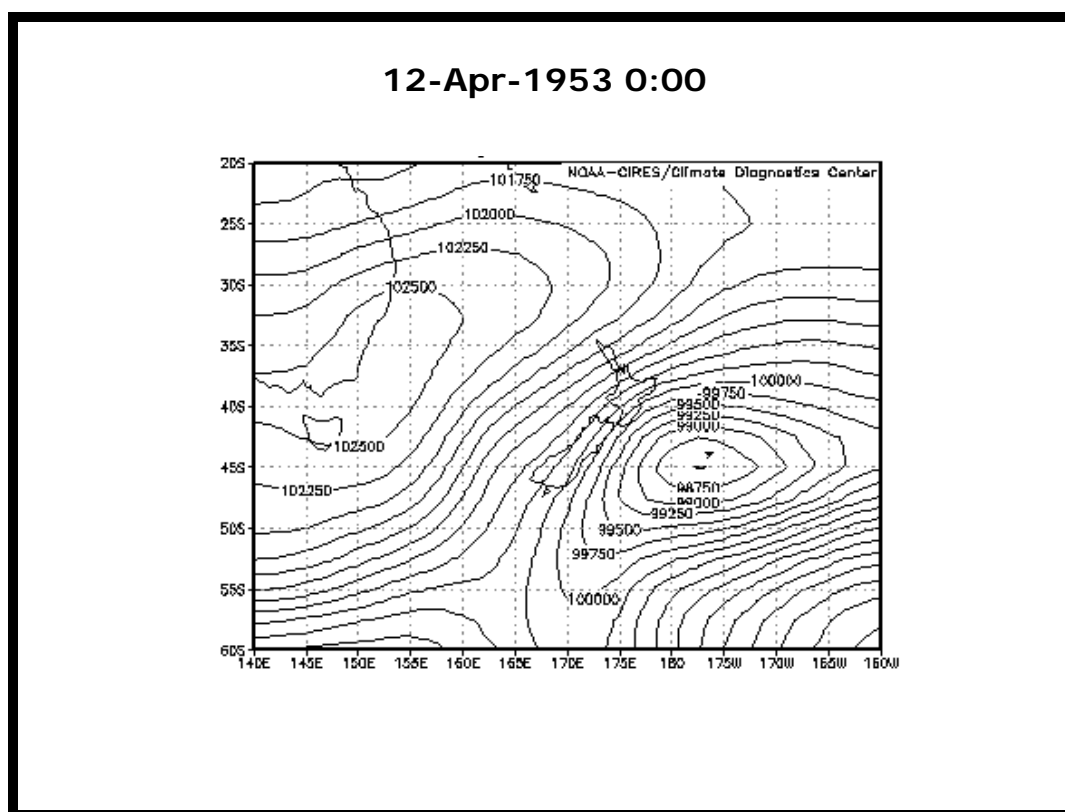 12-Apr-1953 0:00
20S
NOAA-CIRES/Climate Diagnostics Center
101750
102000
25S
102250
30S
102500
35S
100000
99750
99500
40S
99250
99000
102500
45S
102250
98750
99000
99250
99500
50S
99750
55S
100000
60S
140E 145E 150E 155E 160E 165E 170E 175E 180 175W 170W 165W 160W